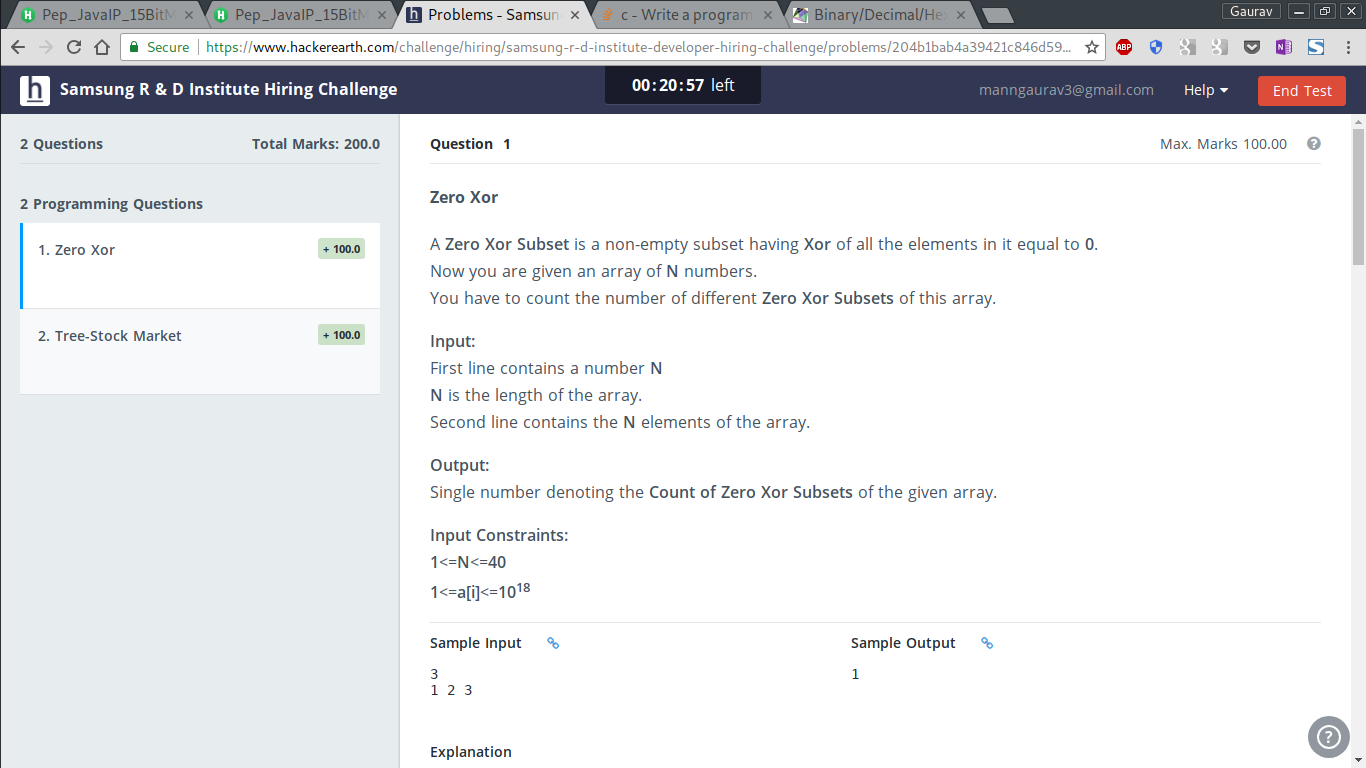 Pep_JavaIP_15BitM
Pep_JavaIP_15BitM
Problems - Samsun
c - Write a program
Binary/Decimal/He
Gaurav
Secure https://www.hackerearth.com/challenge/hiring/samsung-r-d-institute-developer-hiring-challenge/problems/204b1bab4a39421c846d59...
ABP
h Samsung R & D Institute Hiring Challenge
00:20:57 left
manngaurav3@gmail.com
Help
End Test
2 Questions Total Marks: 200.0
2 Programming Questions
1. Zero Xor + 100.0
2. Tree-Stock Market + 100.0
Question 1 Max. Marks 100.00
Zero Xor
A Zero Xor Subset is a non-empty subset having Xor of all the elements in it equal to 0.
Now you are given an array of N numbers.
You have to count the number of different Zero Xor Subsets of this array.
Input:
First line contains a number N
N is the length of the array.
Second line contains the N elements of the array.
Output:
Single number denoting the Count of Zero Xor Subsets of the given array.
Input Constraints:
1<=N<=40
1<=a[i]<=10¹⁸
Sample Input
3
1 2 3
Sample Output
1
Explanation